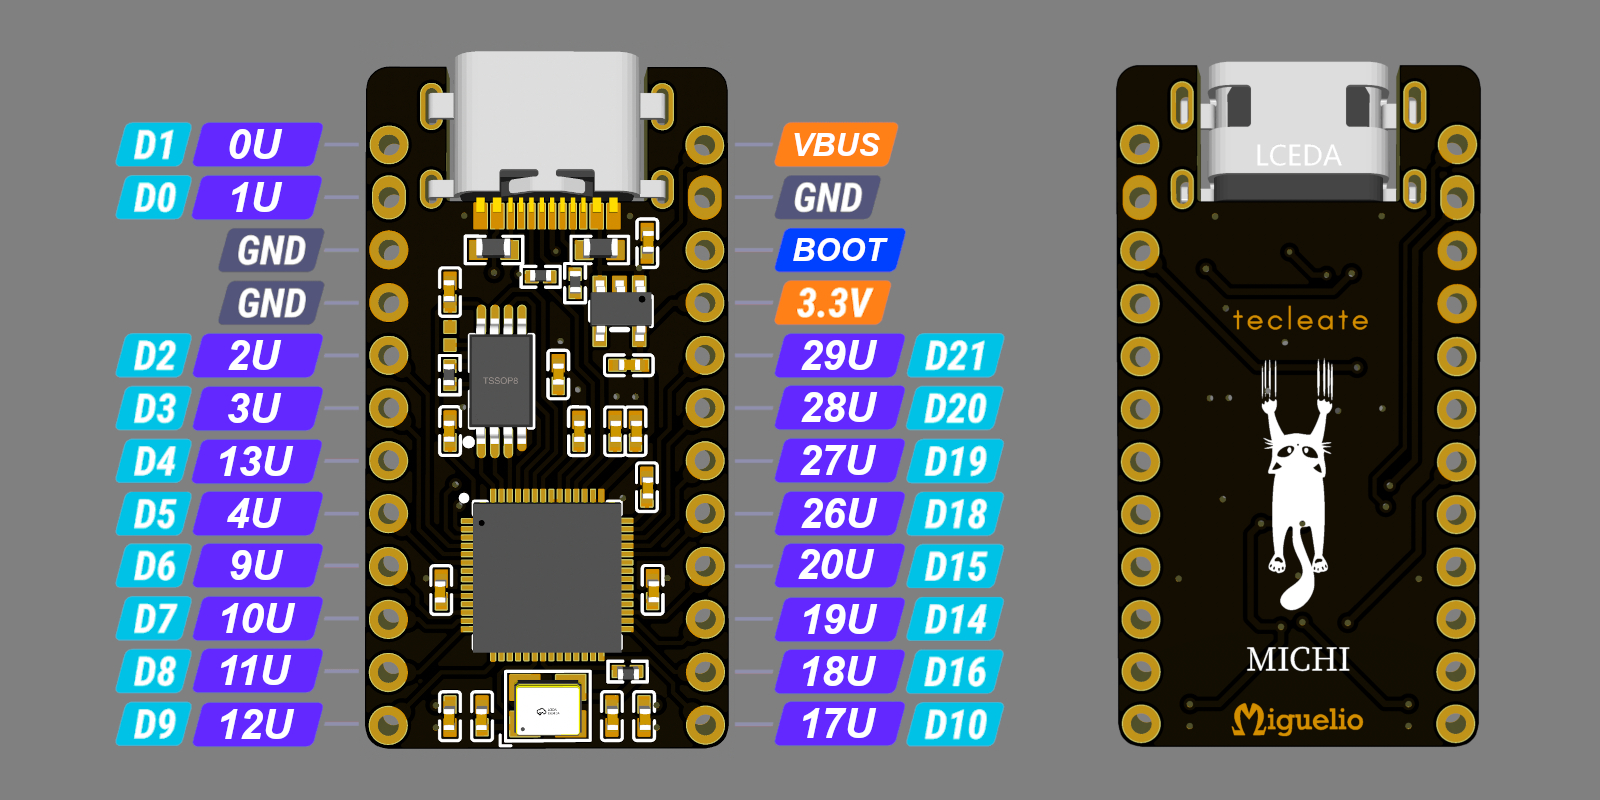 D1 0U
D0 1U
GND
GND
D2 2U
D3 3U
D4 13U
D5 4U
D6 9U
D7 10U
D8 11U
D9 12U
TSSOP8
VBUS
GND
BOOT
3.3V
29U D21
28U D20
27U D19
26U D18
20U D15
19U D14
18U D16
17U D10
LCEDA
tecleate
MICHI
Miguelio